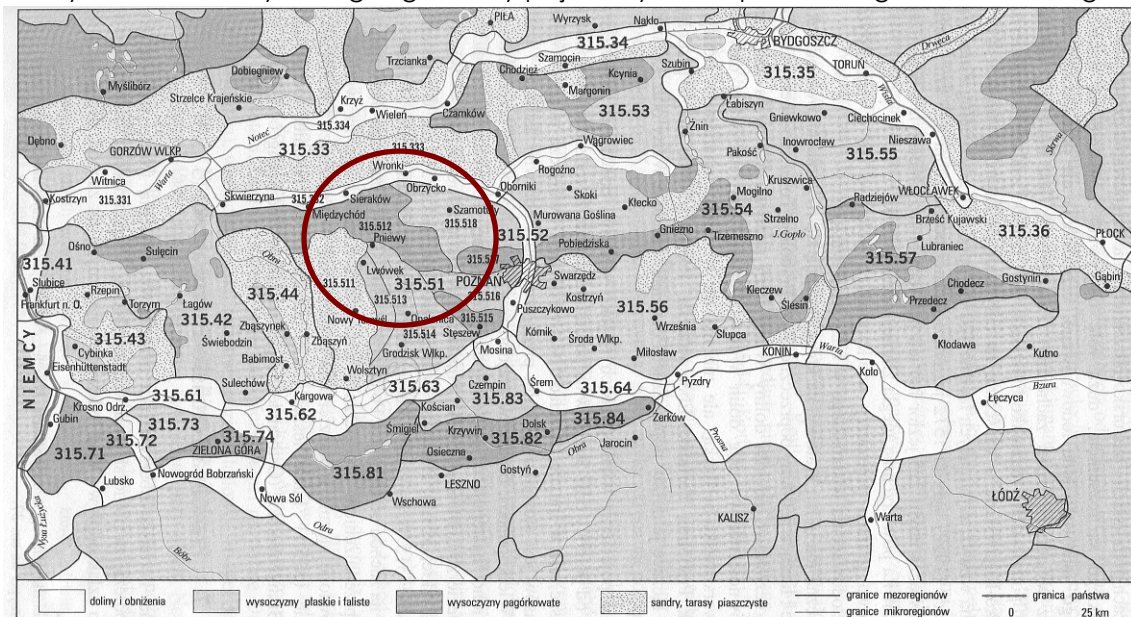 PIŁA
Wyrzysk
Nakło
315.34
BYDGOSZCZ
Drwęca
Myślibórz
Dobiegniew
Trzcianka
Chodzież
Szamocin
Margonin
Kcynia
Szubin
315.35
TORUŃ
Strzelce Krajeńskie
Krzyż
Wieleń
Czarnków
315.53
Łabiszyn
Gniewkowo
Ciechocinek
Wisła
Noteć
315.334
315.33
315.333
Dębno
GORZÓW WLKP.
Żnin
Nieszawa
Skrwa
Wągrowiec
Pakość
Inowrocław
315.55
Witnica
Warta
Wronki
Obrzycko
Oborniki
Rogoźno
Skoki
Kłecko
Mogilno
Kruszwica
Radziejów
WŁOCŁAWEK
Kostrzyn
315.331
Skwierzyna
Międzychód
Sieraków
Szamotuły
315.518
Murowana Goślina
315.54
Strzelno
Brześć Kujawski
315.36
PŁOCK
315.512
Pniewy
315.52
Pobiedziska
Gniezno
Trzemeszno
J.Gopło
Lubraniec
315.57
Ośno
Sulęcin
Obra
315.41
Słubice
Frankfurt n. O.
Rzepin
Torzym
Łagów
315.44
Lwówek
315.511
315.51
315.513
POZNAŃ
Swarzędz
Kostrzyn
315.56
Kleczew
Ślesin
Chodecz
Gostynin
Gąbin
Przedecz
315.42
315.43
Świebodzin
Zbąszynek
Zbąszyń
315.516
315.515
315.514
Stęszew
Puszczykowo
Września
Słupca
Kłodawa
Kutno
Cybinka
Eisenhüttenstadt
Babimost
Grodzisk Wlkp.
Mosina
Kórnik
Środa Wlkp.
Miłosław
KONIN
Warta
Koło
NIEMCY
Sulechów
Wolsztyn
315.63
Czempin
315.83
Śrem
315.64
Pyzdry
Bzura
Łęczyca
Krosno Odrz.
315.61
Kargowa
315.62
Gubin
315.73
315.72
315.74
ZIELONA GÓRA
315.71
Kościan
Śmigiel
Krzywin
Dolsk
315.82
315.84
Żerków
Obra
Jarocin
Prosna
Osieczna
315.81
Gostyń
LESZNO
Lubsko
Nowogród Bobrzański
Nowa Sól
Wschowa
Nysa Łużycka
Bóbr
Odra
KALISZ
Warta
ŁÓDŹ
doliny i obniżenia
wysoczyzny płaskie i faliste
wysoczyzny pagórkowate
sandry, tarasy piaszczyste
granice mezoregionów
granice mikroregionów
granica państwa
0 25 km